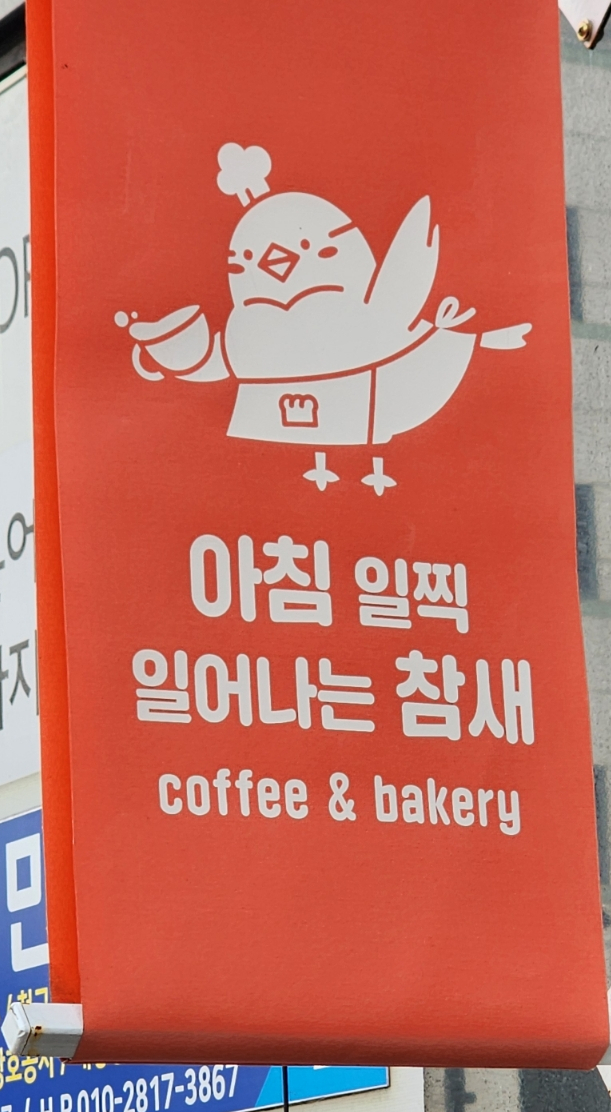 아침 일찍
일어나는 참새
coffee & bakery
010-2817-3867